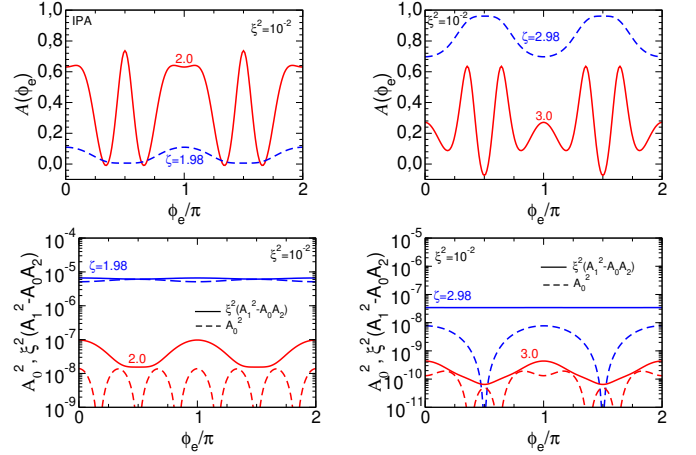 1,0
0,8
0,6
0,4
0,2
0,0
A(ϕe)
IPA
ξ²=10⁻²
2.0
ζ=1.98
0
1
2
ϕe/π
1,0
0,8
0,6
0,4
0,2
0,0
A(ϕe)
ξ²=10⁻²
ζ=2.98
3.0
0
1
2
ϕe/π
10⁻⁴
10⁻⁵
10⁻⁶
10⁻⁷
10⁻⁸
10⁻⁹
A₀², ξ²(A₁²-A₀A₂)
ξ²=10⁻²
ζ=1.98
ξ²(A₁²-A₀A₂)
A₀²
2.0
0
1
2
ϕe/π
10⁻⁵
10⁻⁶
10⁻⁷
10⁻⁸
10⁻⁹
10⁻¹⁰
10⁻¹¹
A₀², ξ²(A₁²-A₀A₂)
ξ²=10⁻²
ξ²(A₁²-A₀A₂)
A₀²
ζ=2.98
3.0
0
1
2
ϕe/π